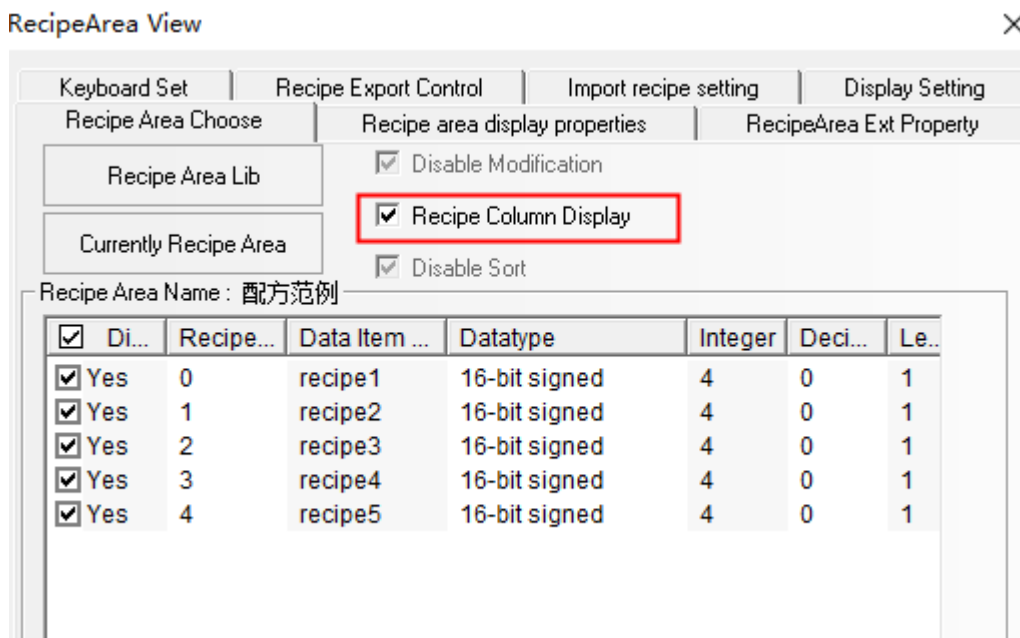 RecipeArea View
Keyboard Set Recipe Export Control Import recipe setting Display Setting
Recipe Area Choose Recipe area display properties RecipeArea Ext Property
Recipe Area Lib
Disable Modification
Recipe Column Display
Currently Recipe Area
Disable Sort
Recipe Area Name : 配方范例
Di... Recipe... Data Item ... Datatype Integer Deci... Le...
Yes 0 recipe1 16-bit signed 4 0 1
Yes 1 recipe2 16-bit signed 4 0 1
Yes 2 recipe3 16-bit signed 4 0 1
Yes 3 recipe4 16-bit signed 4 0 1
Yes 4 recipe5 16-bit signed 4 0 1